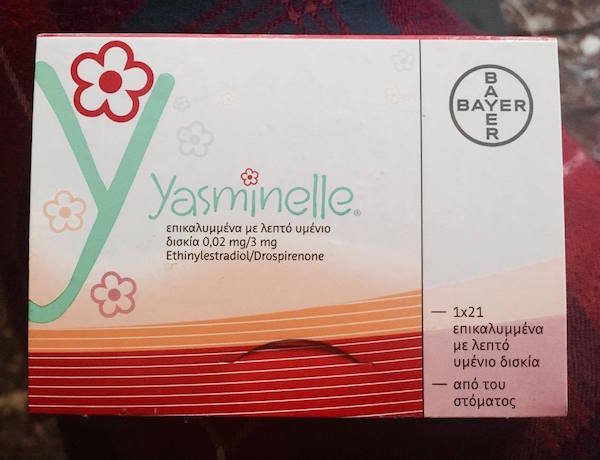 Yasminelle®
επικαλυμμένα με λεπτό υμένιο
δισκία 0,02 mg/3 mg
Ethinylestradiol/Drospirenone
BAYER
BAYER
— 1x21
επικαλυμμένα
με λεπτό
υμένιο δισκία
— από του
στόματος